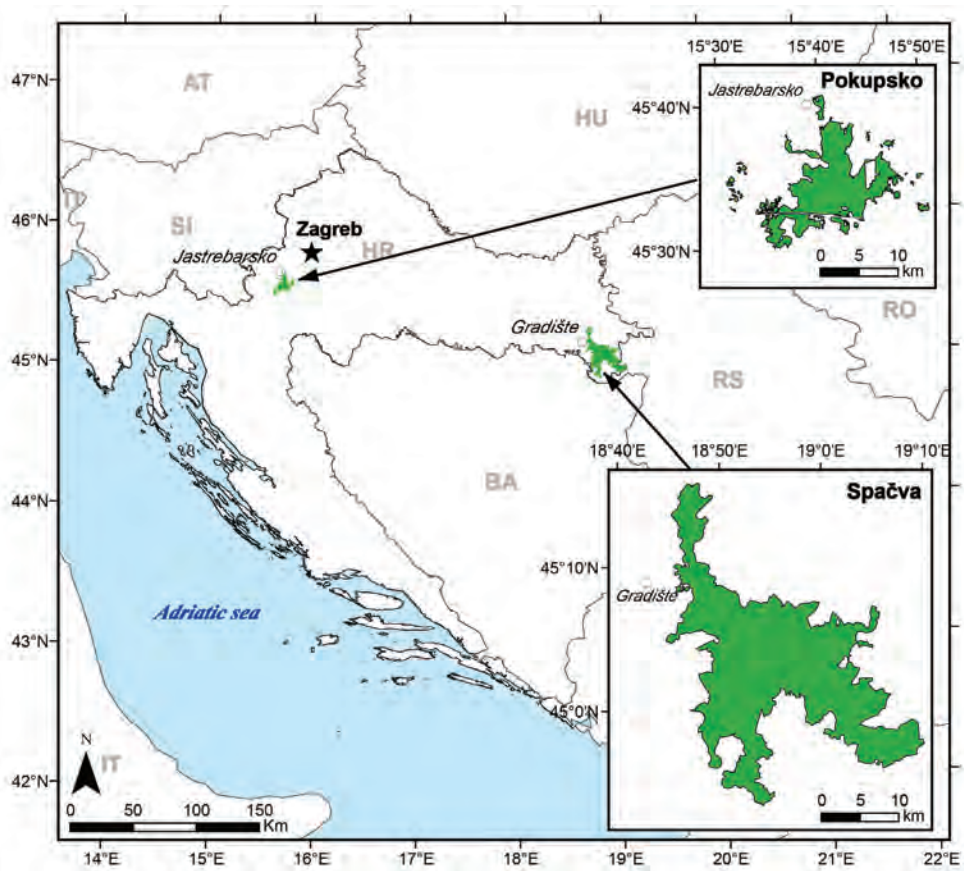 15°30'E 15°40'E 15°50'E
Pokupsko
Jastrebarsko
45°40'N
45°30'N
0 5 10
km
47°N
46°N
45°N
44°N
43°N
42°N
AT
HU
IT
SI
Zagreb
HR
Jastrebarsko
Gradište
RO
RS
BA
Adriatic sea
18°40'E 18°50'E 19°0'E 19°10'E
Spačva
45°10'N
Gradište
45°0'N
0 5 10
km
N
IT
0 50 100 150
Km
14°E 15°E 16°E 17°E 18°E 19°E 20°E 21°E 22°E